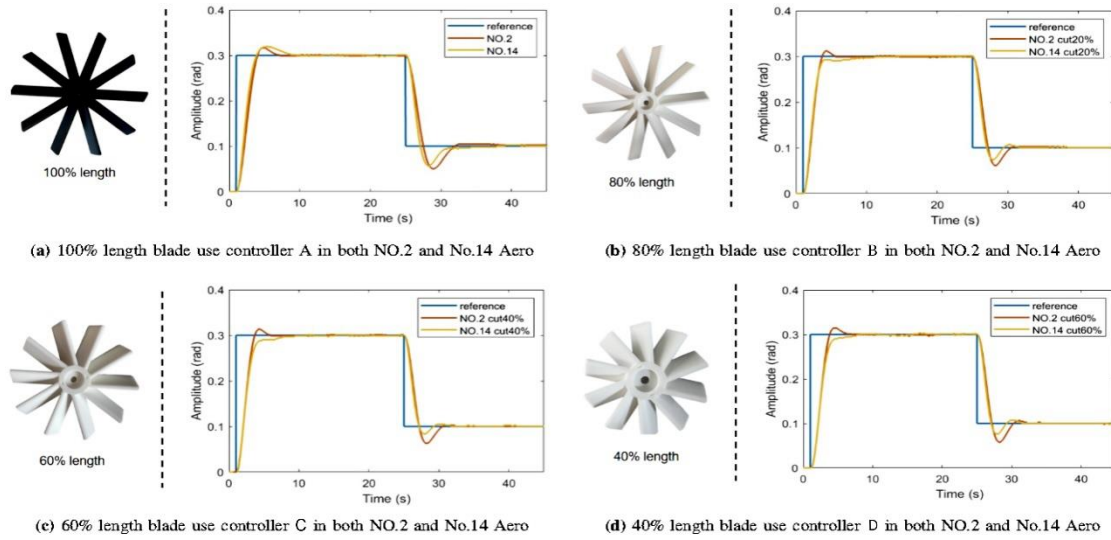 0.4
0.3
0.2
0.1
0
Amplitude (rad)
reference
NO.2
NO.14
0 10 20 30 40
Time (s)
100% length
(a) 100% length blade use controller A in both NO.2 and No.14 Aero
0.4
0.3
0.2
0.1
0
Amplitude (rad)
reference
NO.2 cut20%
NO.14 cut20%
0 10 20 30 40
Time (s)
80% length
(b) 80% length blade use controller B in both NO.2 and No.14 Aero
0.4
0.3
0.2
0.1
0
Amplitude (rad)
reference
NO.2 cut40%
NO.14 cut40%
0 10 20 30 40
Time (s)
60% length
(c) 60% length blade use controller C in both NO.2 and No.14 Aero
0.4
0.3
0.2
0.1
0
Amplitude (rad)
reference
NO.2 cut60%
NO.14 cut60%
0 10 20 30 40
Time (s)
40% length
(d) 40% length blade use controller D in both NO.2 and No.14 Aero